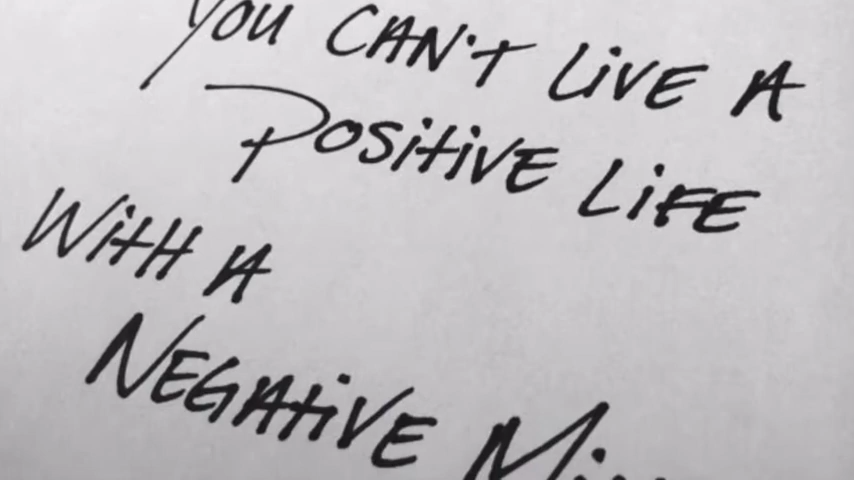 YOU CAN'T LIVE A
POSITIVE LIFE
WITH A
NEGATIVE